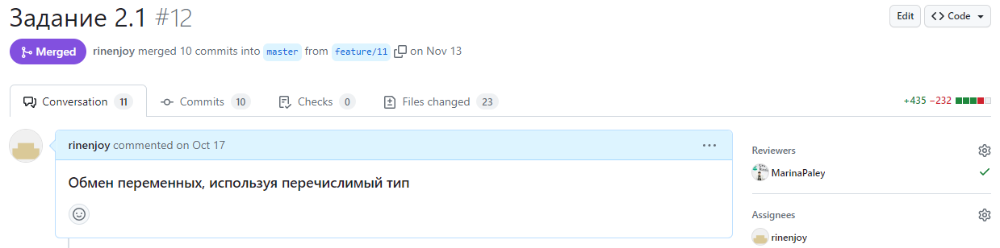 Задание 2.1 #12
Edit
Code
Merged
rinenjoy merged 10 commits into master from feature/11 on Nov 13
Conversation 11
Commits 10
Checks 0
Files changed 23
+435 −232
rinenjoy commented on Oct 17
Обмен переменных, используя перечислимый тип
Reviewers
MarinaPaley
Assignees
rinenjoy